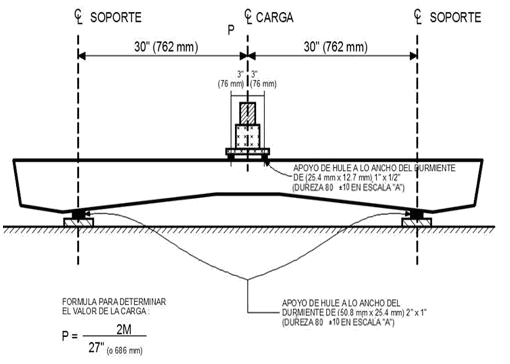 ℄ SOPORTE
℄ CARGA
℄ SOPORTE
P
30" (762 mm)
30" (762 mm)
3" 3"
(76 mm) (76 mm)
APOYO DE HULE A LO ANCHO DEL DURMIENTE
DE (25.4 mm x 12.7 mm) 1" x 1/2"
(DUREZA 80 ±10 EN ESCALA "A")
FORMULA PARA DETERMINAR
EL VALOR DE LA CARGA :
P = 2M
27" (o 686 mm)
APOYO DE HULE A LO ANCHO DEL
DURMIENTE DE (50.8 mm x 25.4 mm) 2" x 1"
(DUREZA 80 ±10 EN ESCALA "A")